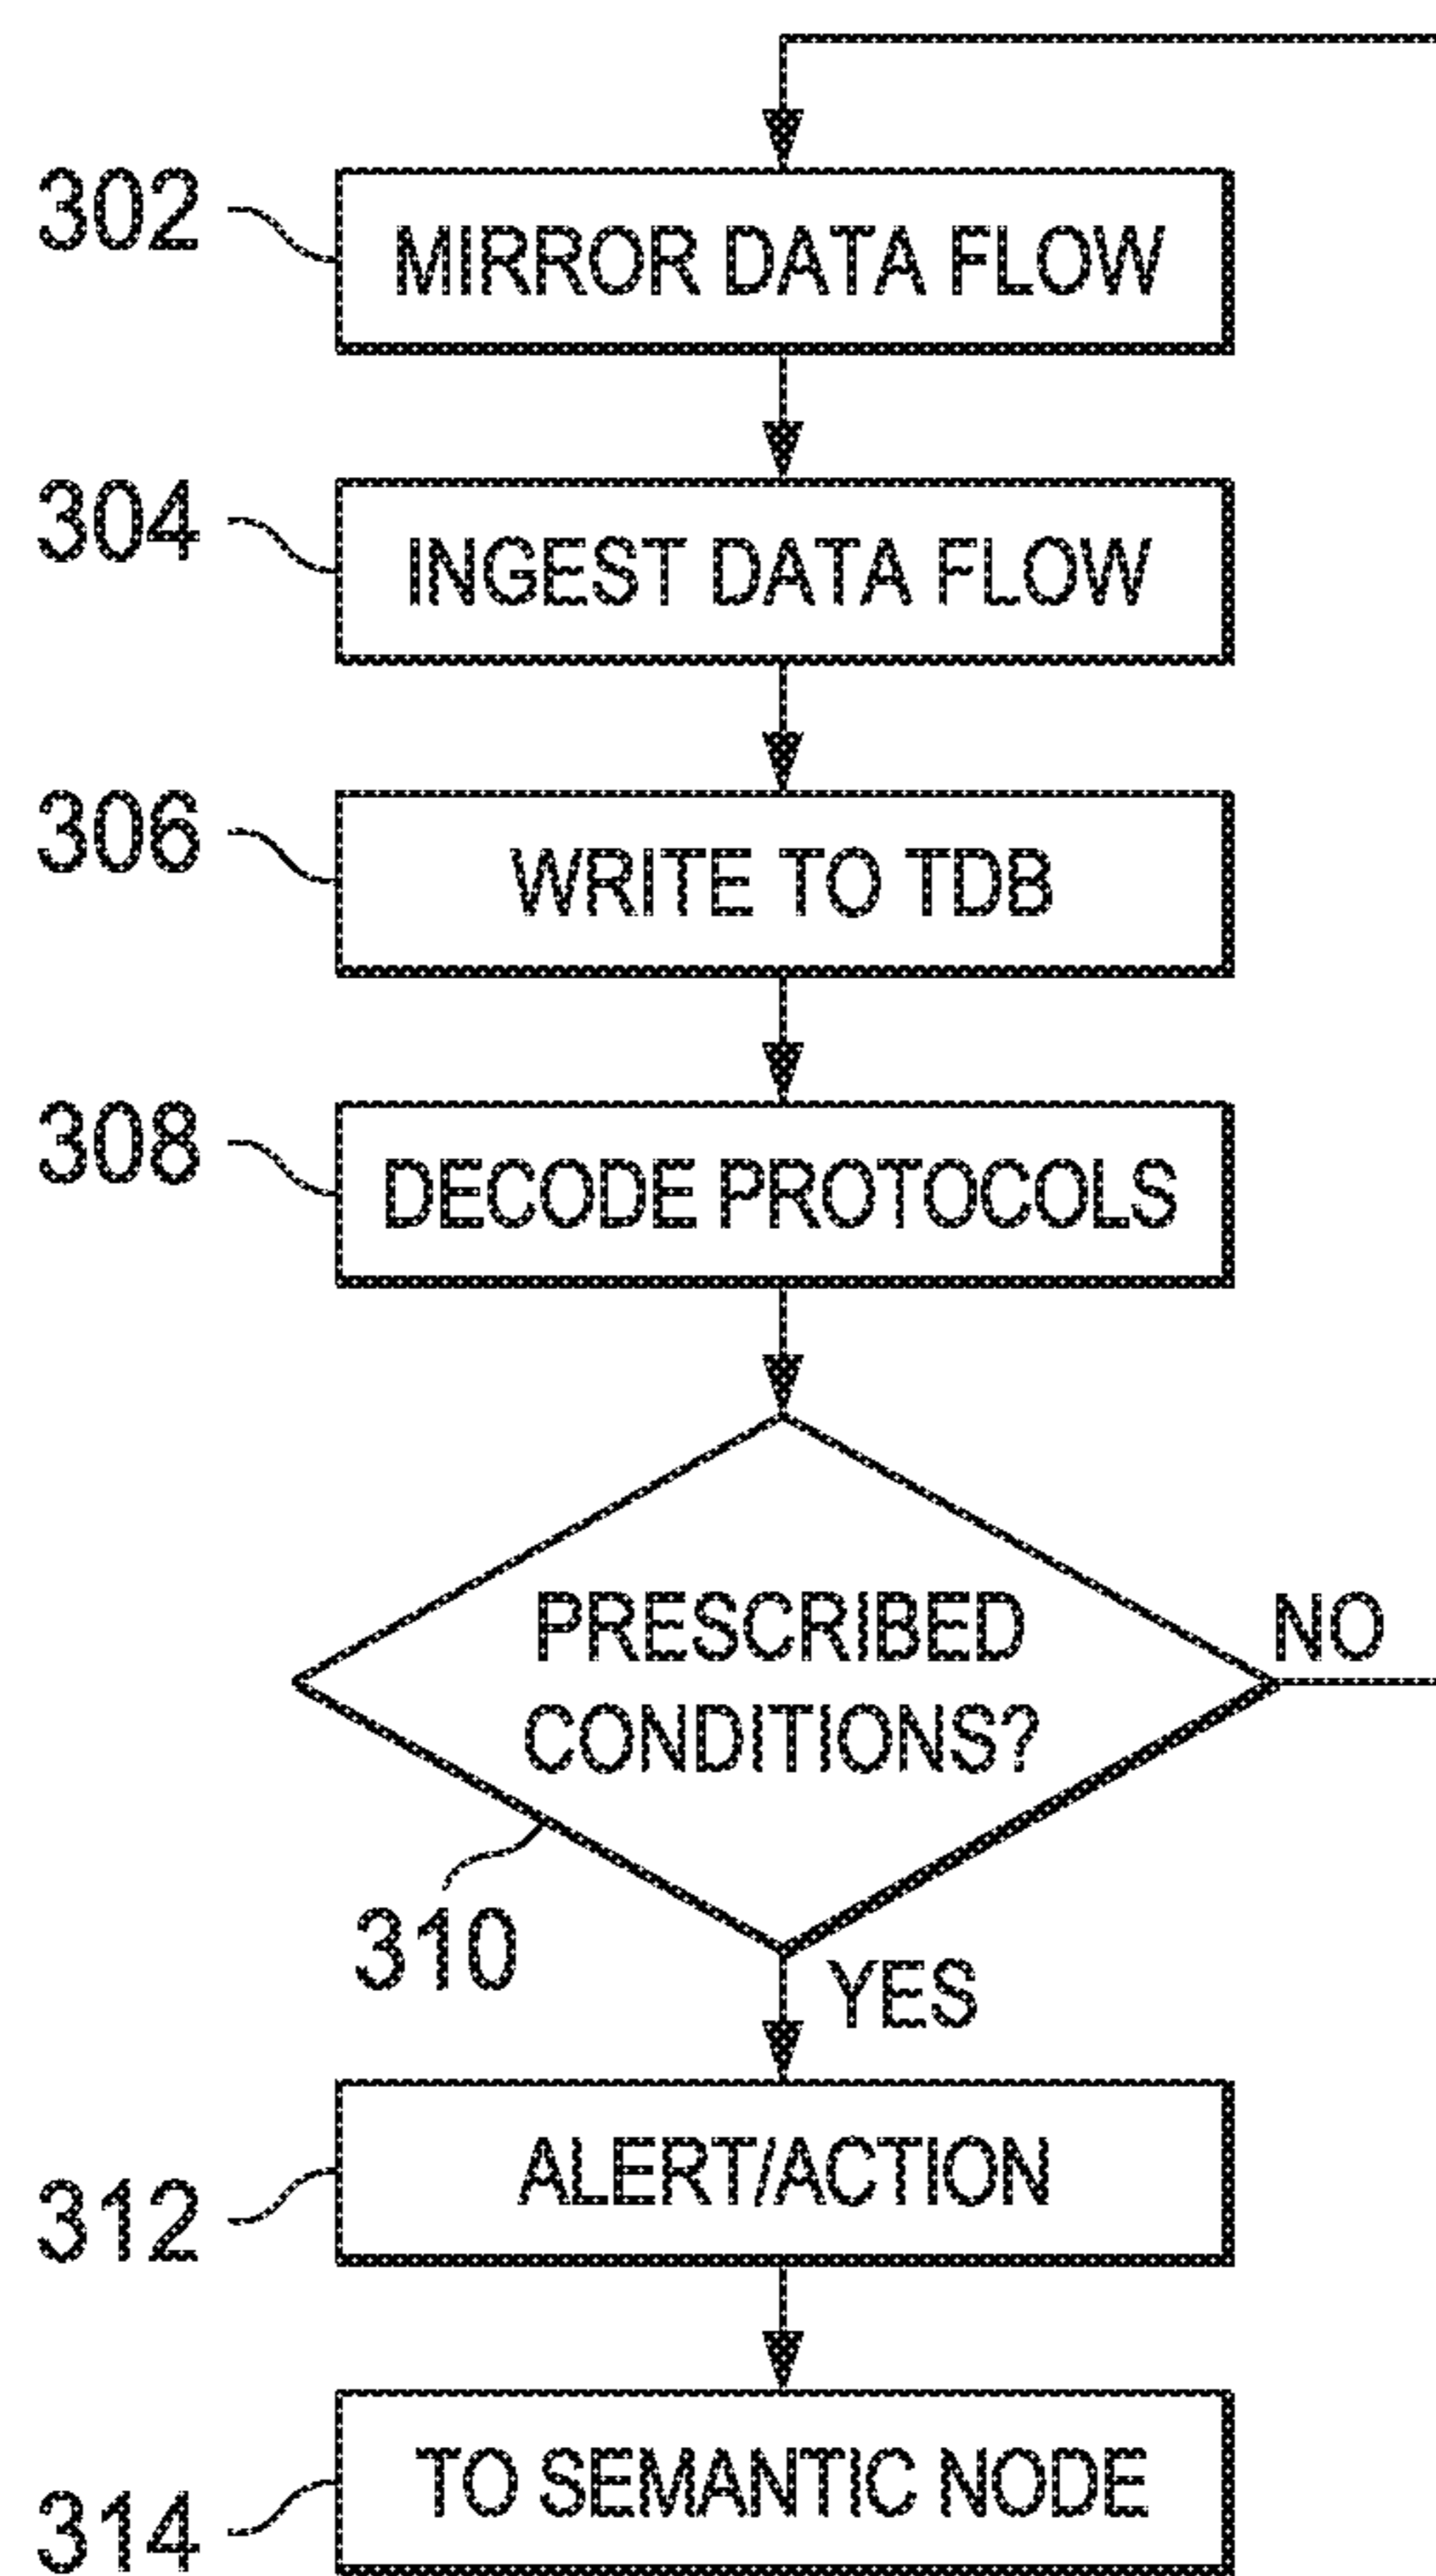 302
MIRROR DATA FLOW
304
INGEST DATA FLOW
306
WRITE TO TDB
308
DECODE PROTOCOLS
PRESCRIBED
CONDITIONS?
NO
310
YES
312
ALERT/ACTION
314
TO SEMANTIC NODE